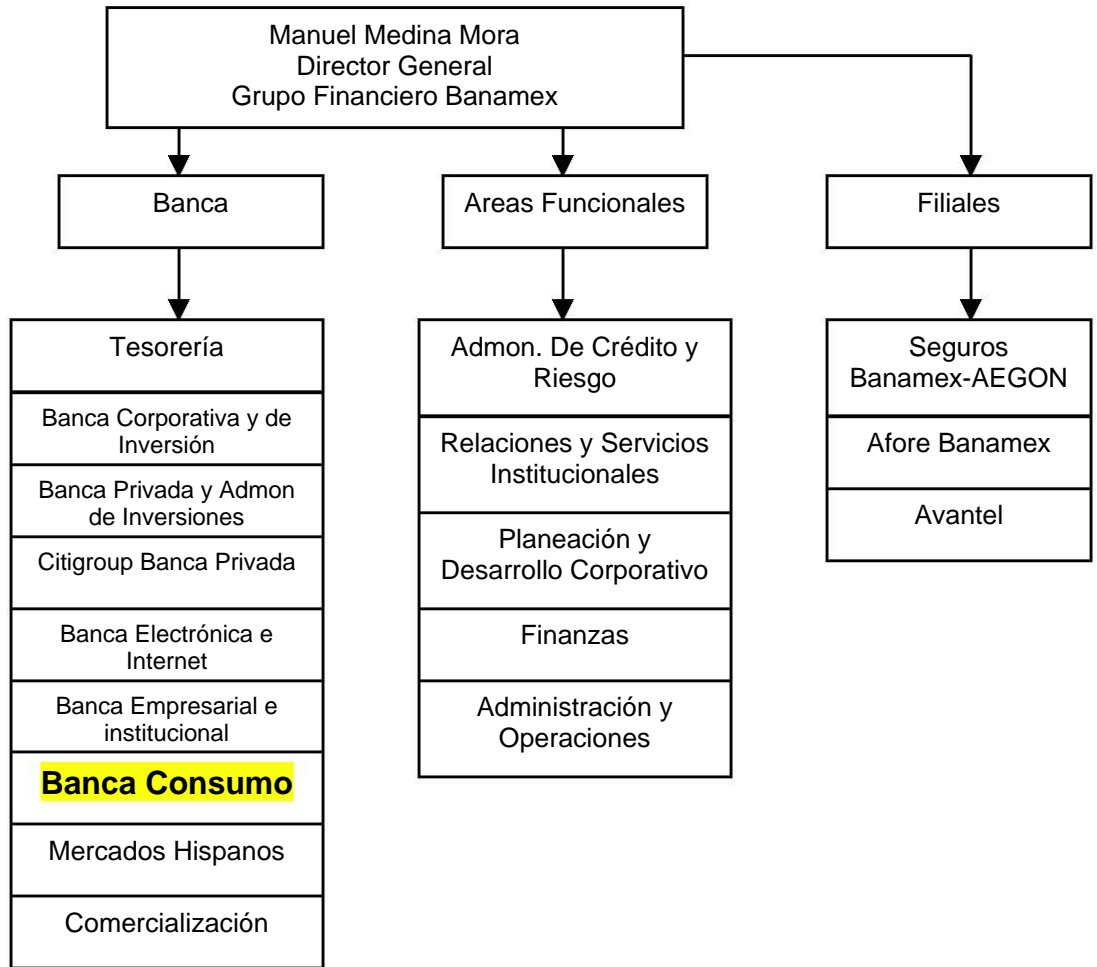 Manuel Medina Mora
Director General
Grupo Financiero Banamex
Banca
Areas Funcionales
Filiales
Tesorería
Banca Corporativa y de
Inversión
Banca Privada y Admon
de Inversiones
Citigroup Banca Privada
Banca Electrónica e
Internet
Banca Empresarial e
institucional
Banca Consumo
Mercados Hispanos
Comercialización
Admon. De Crédito y
Riesgo
Relaciones y Servicios
Institucionales
Planeación y
Desarrollo Corporativo
Finanzas
Administración y
Operaciones
Seguros
Banamex-AEGON
Afore Banamex
Avantel